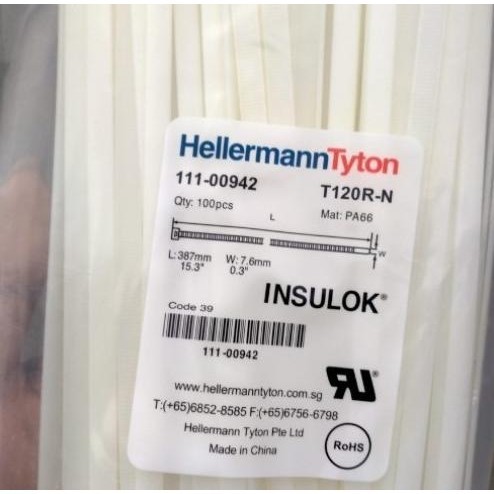 HellermannTyton
111-00942 T120R-N
Qty: 100pcs Mat: PA66
L
W
L: 387mm W: 7.6mm
15.3" 0.3"
INSULOK®
Code 39
111-00942
RU
www.hellermanntyton.com.sg
T:(+65)6852-8585 F:(+65)6756-6798
Hellermann Tyton Pte Ltd
Made in China
RoHS